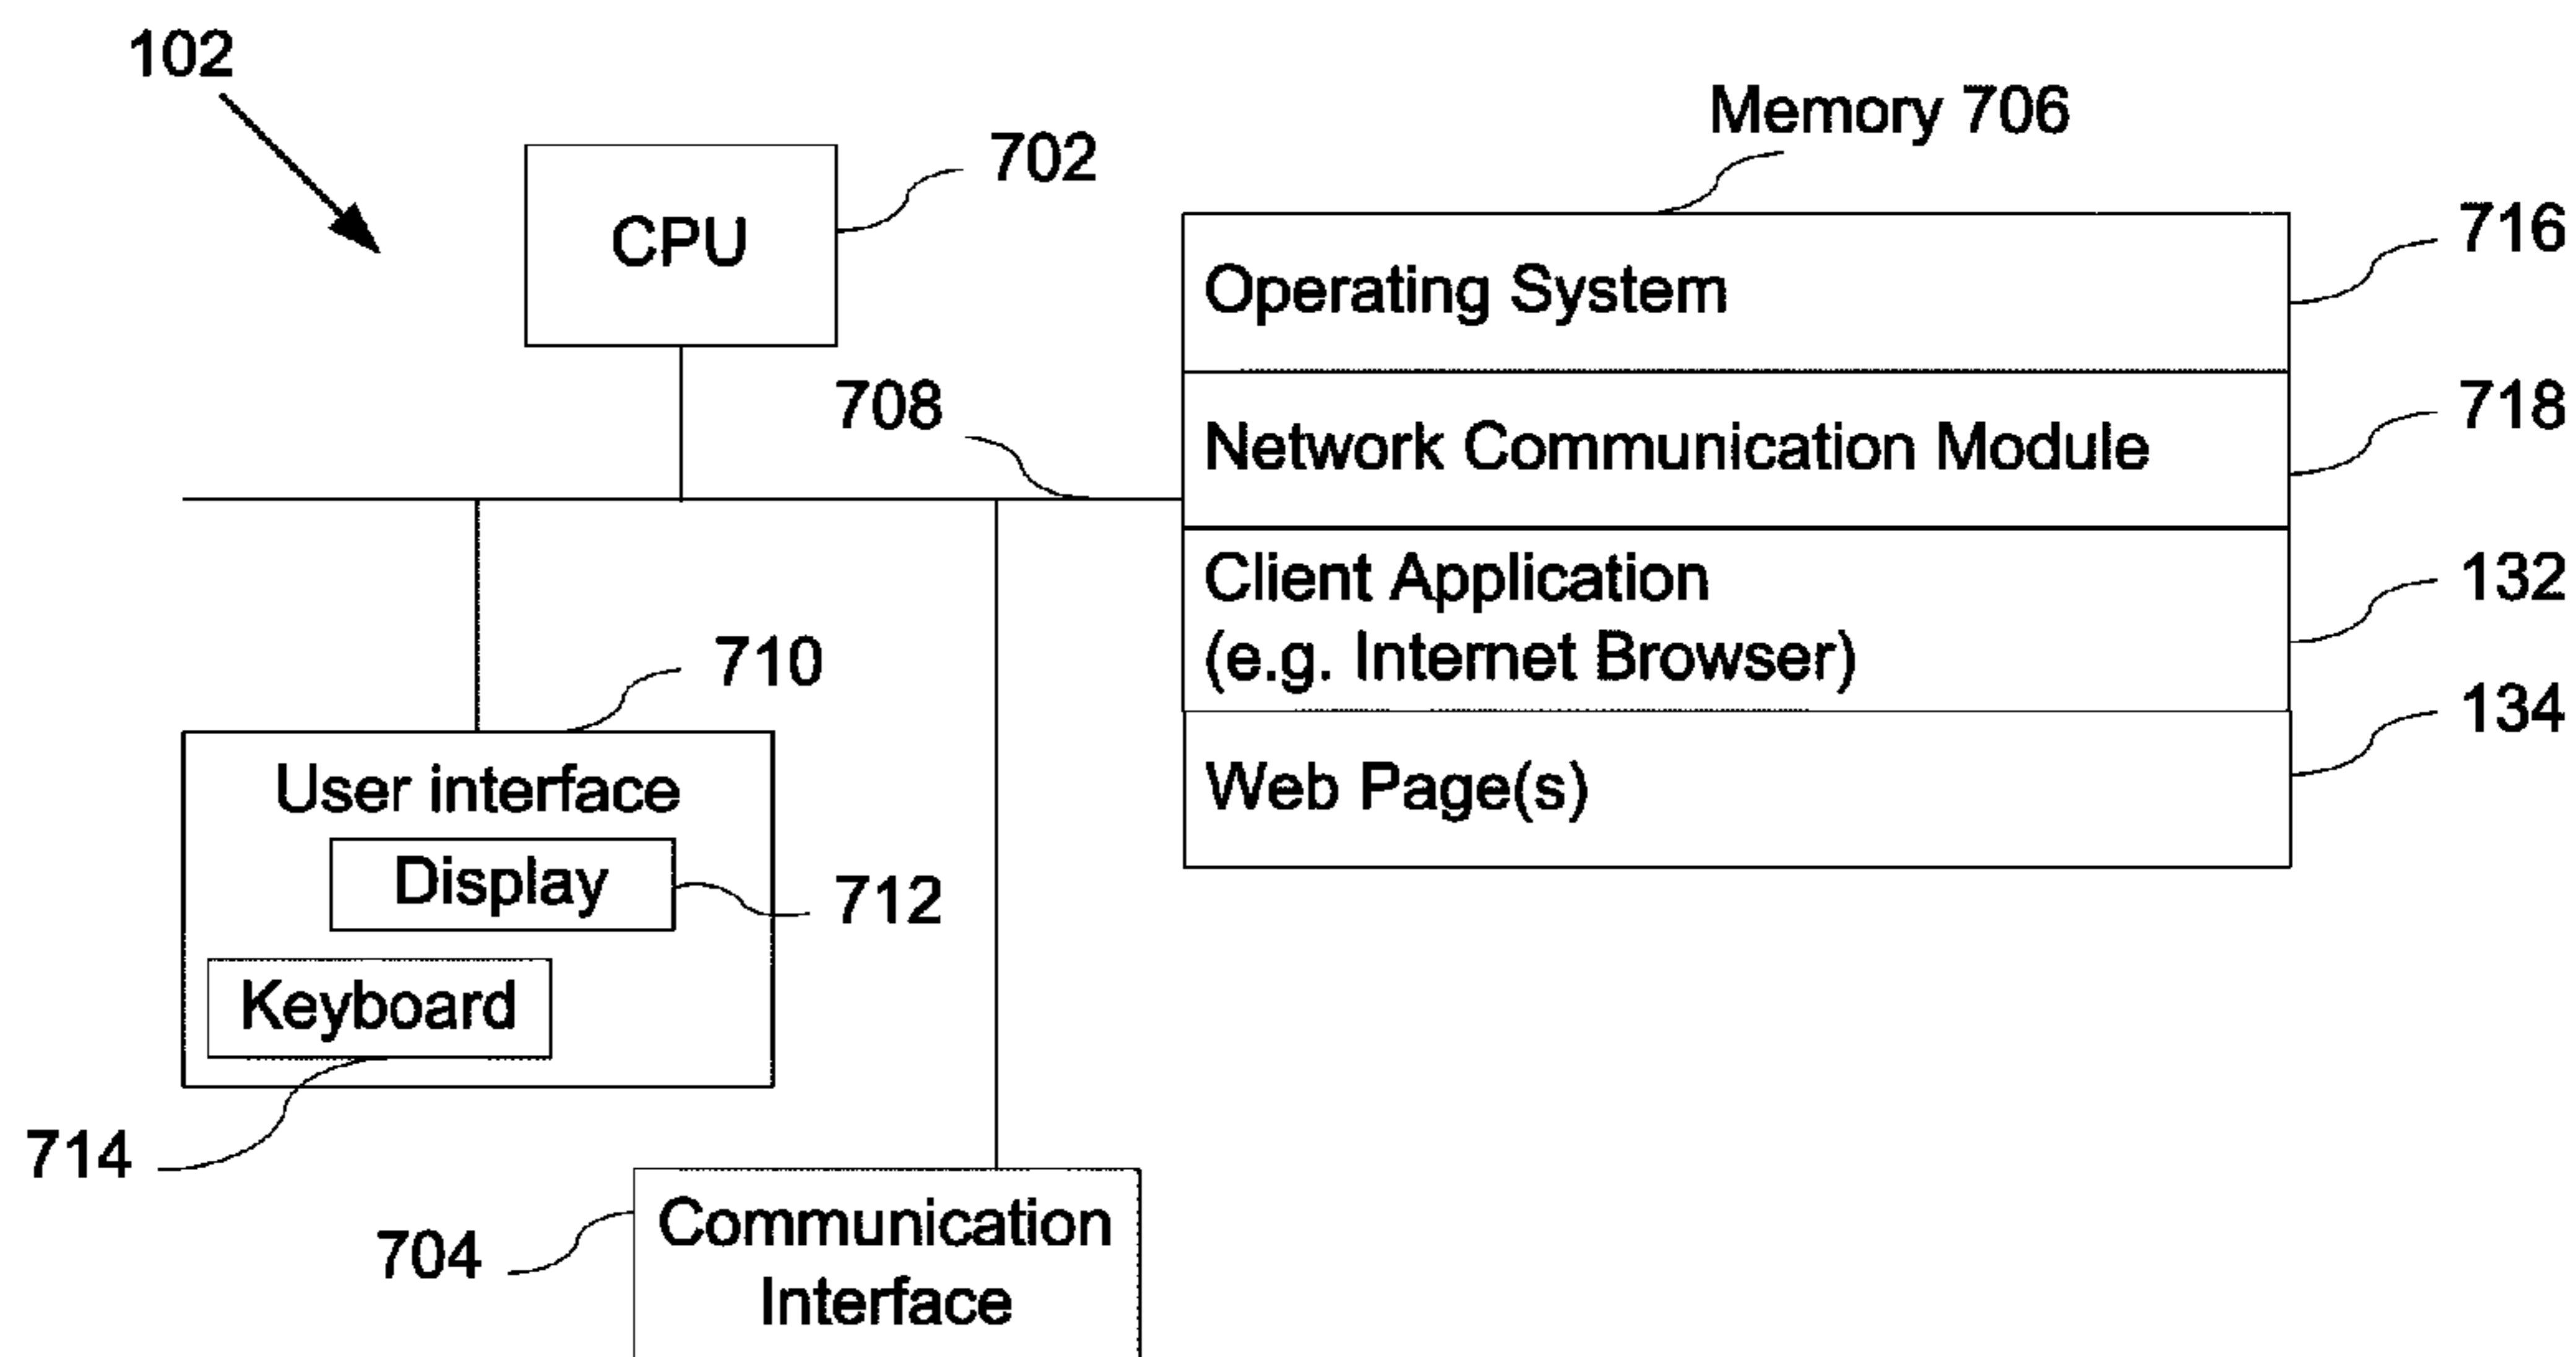 102
702
CPU
Memory 706
716
Operating System
708
718
Network Communication Module
132
Client Application
(e.g. Internet Browser)
710
134
User interface
Web Page(s)
Display
712
Keyboard
714
704
Communication
Interface